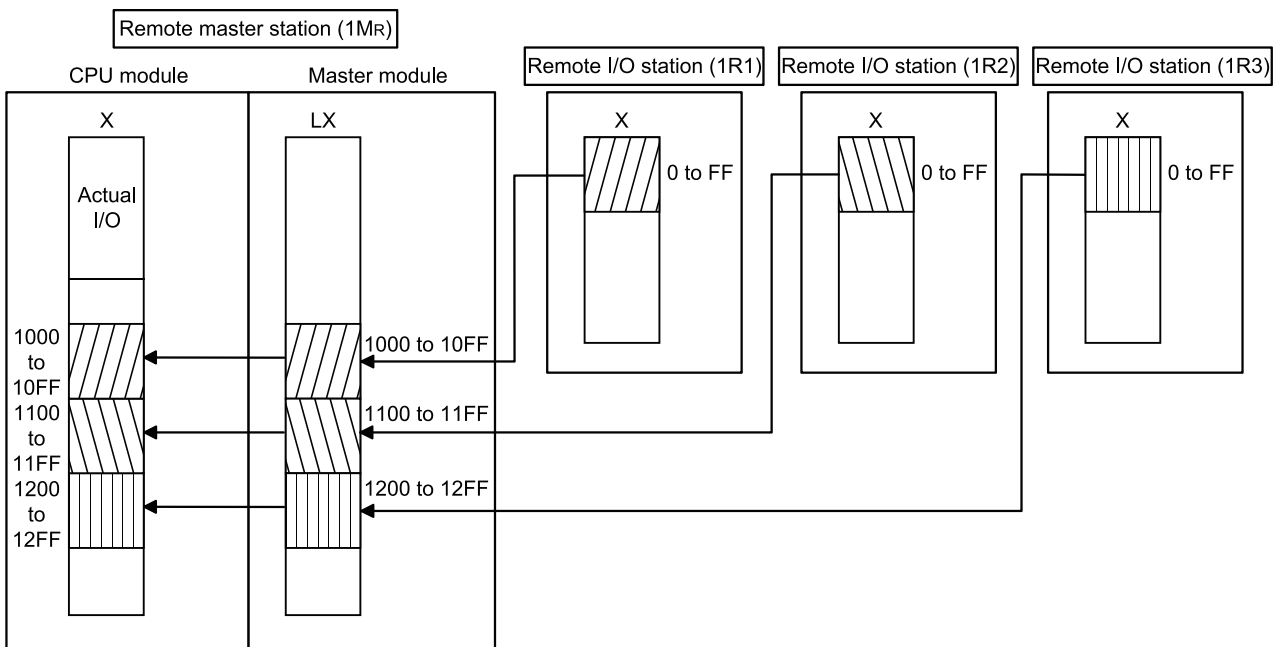 Remote master station (1MR)
CPU module
Master module
Remote I/O station (1R1)
Remote I/O station (1R2)
Remote I/O station (1R3)
X
LX
X
X
X
Actual
I/O
0 to FF
0 to FF
0 to FF
1000
to
10FF
1100
to
11FF
1200
to
12FF
1000 to 10FF
1100 to 11FF
1200 to 12FF